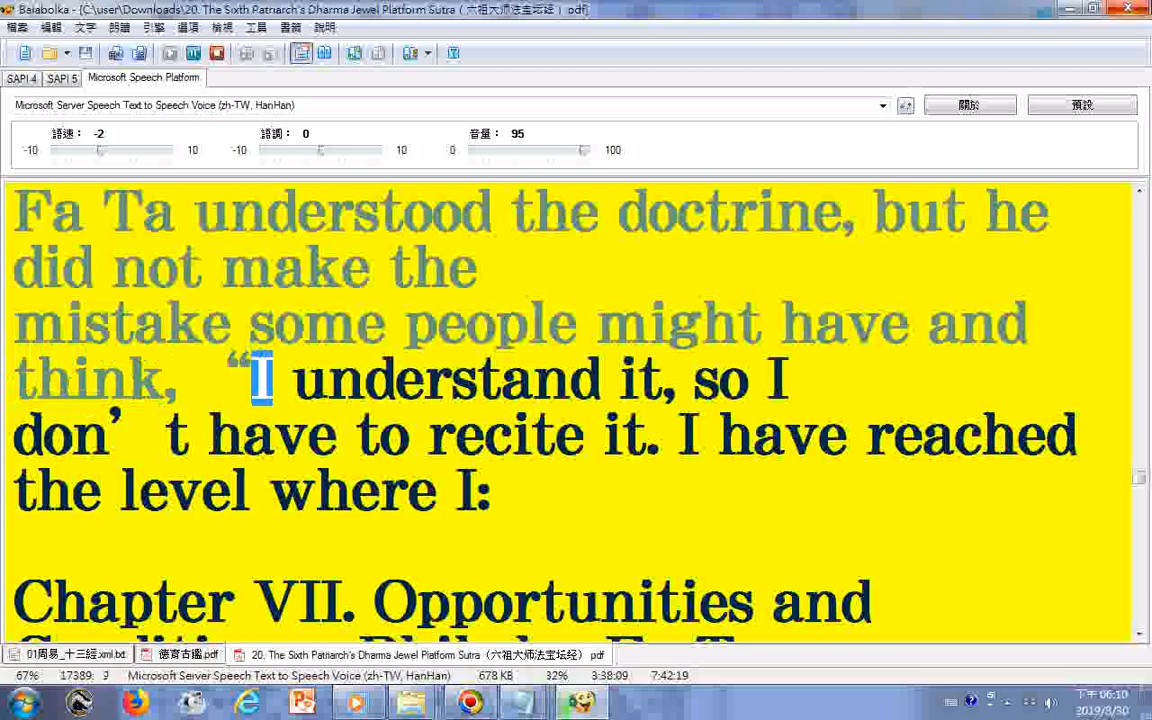 Balabolka - [C:\user\Downloads\20. The Sixth Patriarch's Dharma Jewel Platform Sutra（六祖大师法宝坛经）pdf]
檔案 編輯 文字 朗讀 引擎 選項 檢視 工具 書籤 說明
SAPI 4 SAPI 5 Microsoft Speech Platform
Microsoft Server Speech Text to Speech Voice (zh-TW, HanHan) 關於 預設
語速： -2 語調： 0 音量： 95
-10 10 -10 10 0 100
Fa Ta understood the doctrine, but he
did not make the
mistake some people might have and
think, “I understand it, so I
don’t have to recite it. I have reached
the level where I:
Chapter VII. Opportunities and
01周易_十三經.xml.txt 德育古鑑.pdf 20. The Sixth Patriarch's Dharma Jewel Platform Sutra（六祖大师法宝坛经） pdf
67% 17389: Microsoft Server Speech Text to Speech Voice (zh-TW, HanHan) 678 KB 32% 3:38:09 7:42:19
下午 06:10
2019/8/30